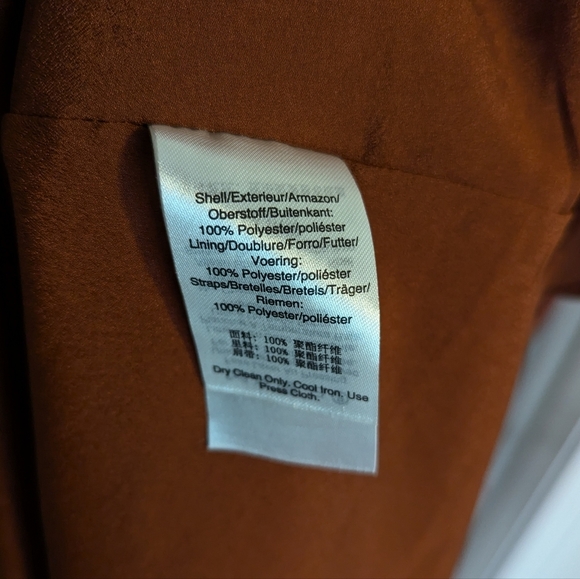 Shell/Exterieur/Armazon/
Oberstoff/Buitenkant:
100% Polyester/poliéster
Lining/Doublure/Forro/Futter/
Voering:
100% Polyester/poliéster
Straps/Bretelles/Bretels/Träger/
Riemen:
100% Polyester/poliéster
面料: 100% 聚酯纤维
里料: 100% 聚酯纤维
肩带: 100% 聚酯纤维
Dry Clean Only. Cool Iron. Use
Press Cloth.